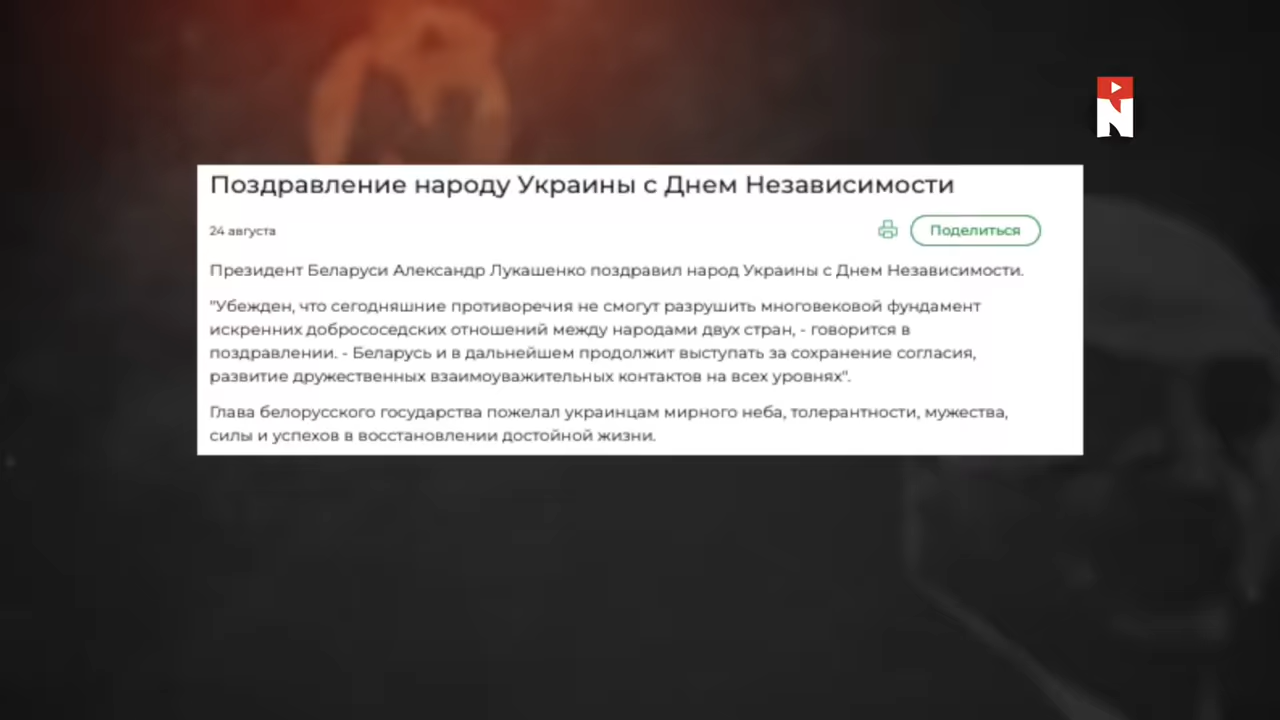 Поздравление народу Украины с Днем Независимости
24 августа
Поделиться
Президент Беларуси Александр Лукашенко поздравил народ Украины с Днем Независимости.
"Убежден, что сегодняшние противоречия не смогут разрушить многовековой фундамент
искренних добрососедских отношений между народами двух стран, - говорится в
поздравлении. - Беларусь и в дальнейшем продолжит выступать за сохранение согласия,
развитие дружественных взаимоуважительных контактов на всех уровнях".
Глава белорусского государства пожелал украинцам мирного неба, толерантности, мужества,
силы и успехов в восстановлении достойной жизни.
N